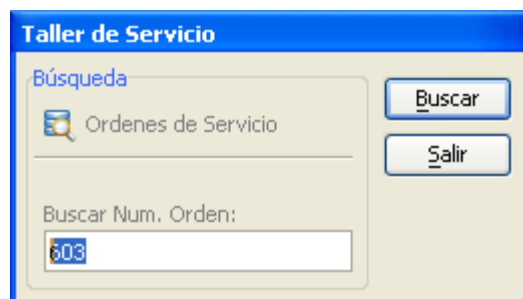 Taller de Servicio
Búsqueda
Buscar
Ordenes de Servicio
Salir
Buscar Num. Orden:
603